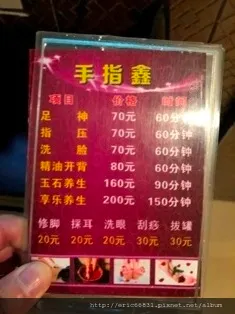 手指鑫
項目 价格 时间
足神 70元 60分钟
指压 70元 60分钟
洗脸 70元 60分钟
精油开背 80元 60分钟
玉石养生 160元 90分钟
享乐养生 200元 150分钟
修脚 採耳 洗眼 刮痧 拔罐
20元 20元 20元 30元 30元
http://eric66831.pixnet.net/album